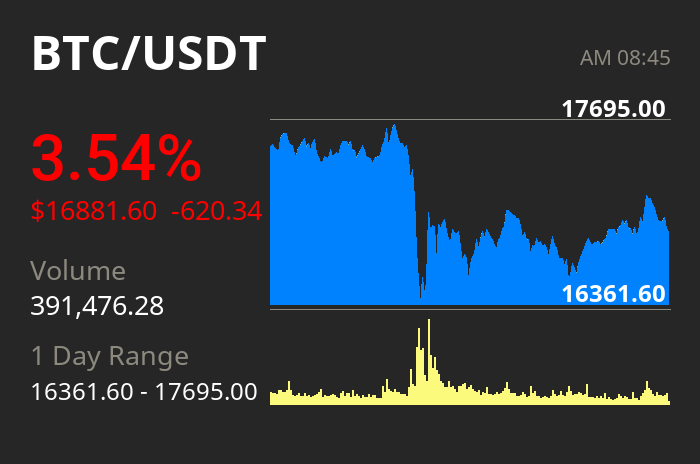 BTC/USDT
AM 08:45
17695.00
3.54%
$16881.60 -620.34
Volume
391,476.28
16361.60
1 Day Range
16361.60 - 17695.00